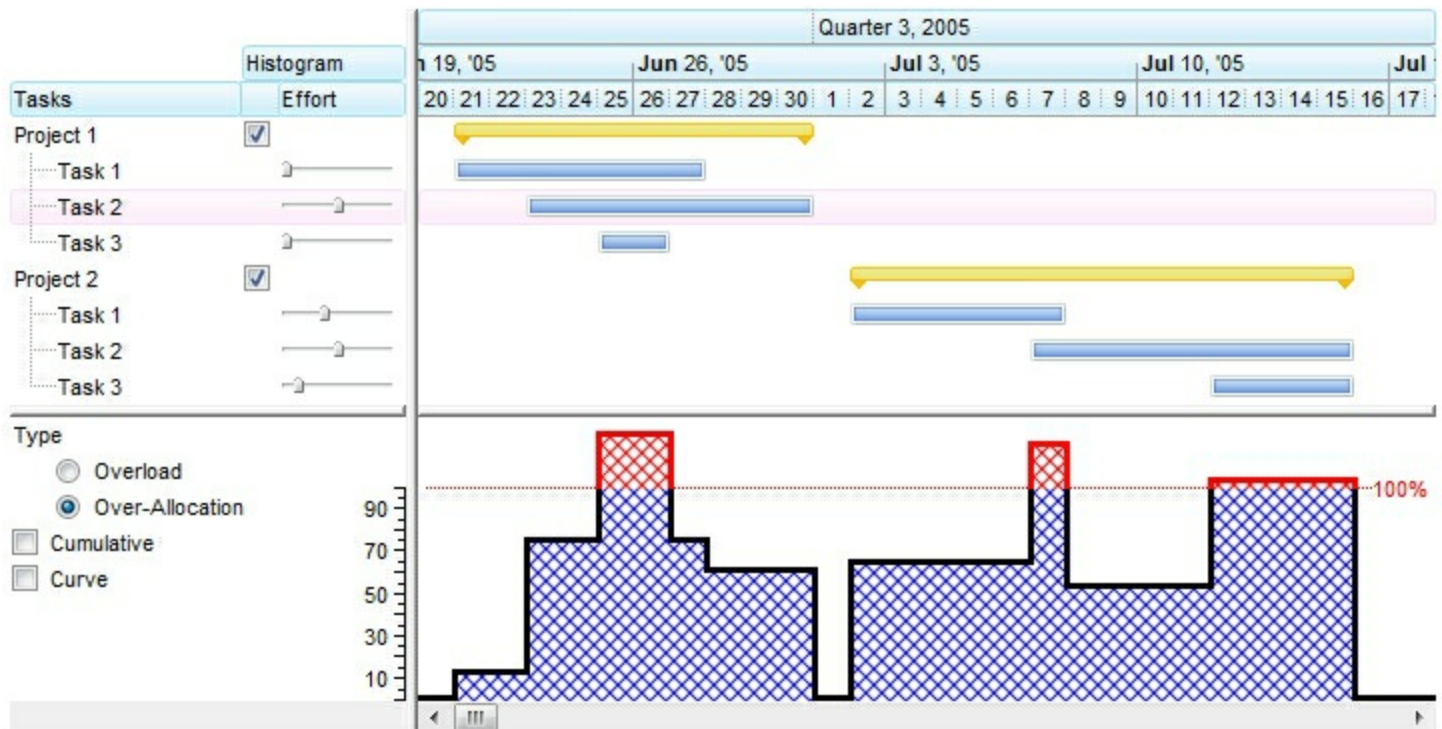 Quarter 3, 2005
Histogram
19, '05 Jun 26, '05 Jul 3, '05 Jul 10, '05 Jul
Tasks Effort 20 21 22 23 24 25 26 27 28 29 30 1 2 3 4 5 6 7 8 9 10 11 12 13 14 15 16 17
Project 1
Task 1
Task 2
Task 3
Project 2
Task 1
Task 2
Task 3
Type
Overload
Over-Allocation
Cumulative
Curve
90
70
50
30
10
100%